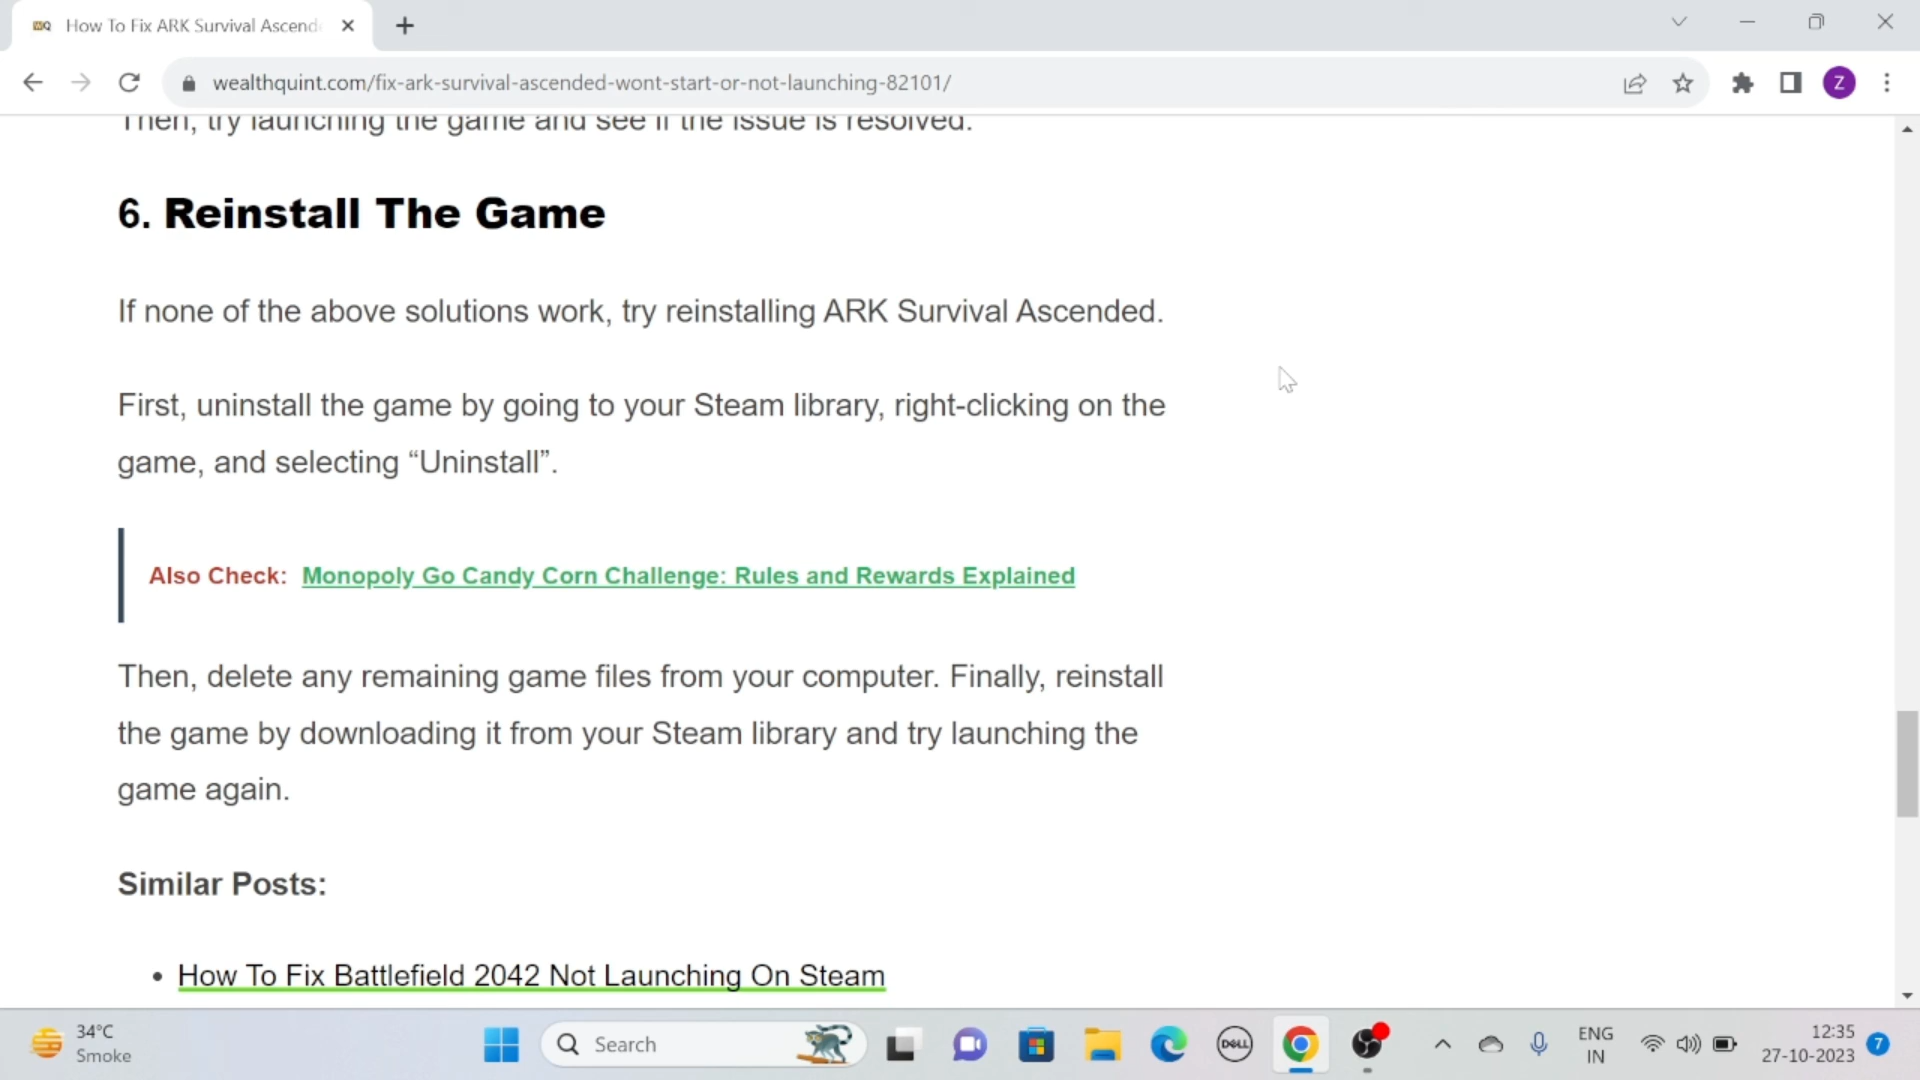 How To Fix ARK Survival Ascend
wealthquint.com/fix-ark-survival-ascended-wont-start-or-not-launching-82101/
Z
Then, try launching the game and see if the issue is resolved.
6. Reinstall The Game
If none of the above solutions work, try reinstalling ARK Survival Ascended.
First, uninstall the game by going to your Steam library, right-clicking on the
game, and selecting “Uninstall”.
Also Check: Monopoly Go Candy Corn Challenge: Rules and Rewards Explained
Then, delete any remaining game files from your computer. Finally, reinstall
the game by downloading it from your Steam library and try launching the
game again.
Similar Posts:
• How To Fix Battlefield 2042 Not Launching On Steam
34°C
Smoke
Search
DELL
ENG
IN
12:35
27-10-2023
7